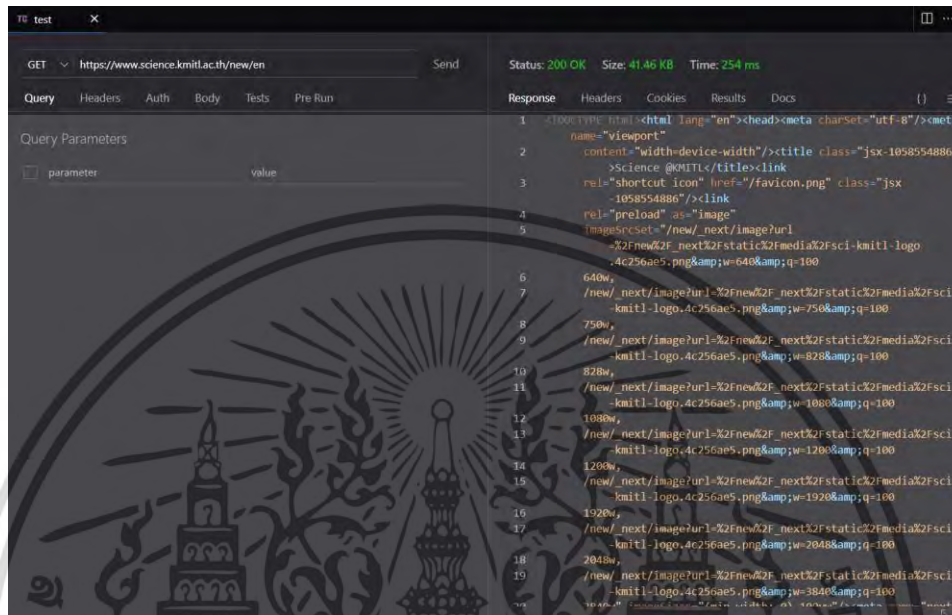 TC test ×
GET https://www.science.kmitl.ac.th/new/en Send
Query Headers Auth Body Tests Pre Run
Query Parameters
parameter value
Status: 200 OK Size: 41.46 KB Time: 254 ms
Response Headers Cookies Results Docs {}
1 <!DOCTYPE html><html lang="en"><head><meta charSet="utf-8"/><met
name="viewport"
2 content="width=device-width"/><title class="jsx-1058554886
>Science @KMITL</title><link
3 rel="shortcut icon" href="/favicon.png" class="jsx
-1058554886"/><link
4 rel="preload" as="image"
5 imageSrcSet="/new/_next/image?url
=%2Fnew%2F_next%2Fstatic%2Fmedia%2Fsci-kmitl-logo
.4c256ae5.png&amp;w=640&amp;q=100
6 640w,
7 /new/_next/image?url=%2Fnew%2F_next%2Fstatic%2Fmedia%2Fsci
-kmitl-logo.4c256ae5.png&amp;w=750&amp;q=100
8 750w,
9 /new/_next/image?url=%2Fnew%2F_next%2Fstatic%2Fmedia%2Fsci
-kmitl-logo.4c256ae5.png&amp;w=828&amp;q=100
10 828w,
11 /new/_next/image?url=%2Fnew%2F_next%2Fstatic%2Fmedia%2Fsci
-kmitl-logo.4c256ae5.png&amp;w=1080&amp;q=100
12 1080w,
13 /new/_next/image?url=%2Fnew%2F_next%2Fstatic%2Fmedia%2Fsci
-kmitl-logo.4c256ae5.png&amp;w=1200&amp;q=100
14 1200w,
15 /new/_next/image?url=%2Fnew%2F_next%2Fstatic%2Fmedia%2Fsci
-kmitl-logo.4c256ae5.png&amp;w=1920&amp;q=100
16 1920w,
17 /new/_next/image?url=%2Fnew%2F_next%2Fstatic%2Fmedia%2Fsci
-kmitl-logo.4c256ae5.png&amp;w=2048&amp;q=100
18 2048w,
19 /new/_next/image?url=%2Fnew%2F_next%2Fstatic%2Fmedia%2Fsci
-kmitl-logo.4c256ae5.png&amp;w=3840&amp;q=100